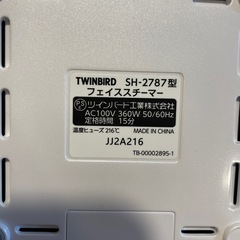 TWINBIRD SH-2787型
フェイススチーマー
PS E ツインバード工業株式会社
AC100V 360W 50/60Hz
定格時間 15分
温度ヒューズ 216℃ MADE IN CHINA
JJ2A216
TB-00002895-1